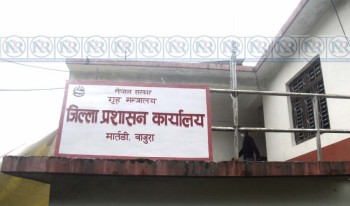 नेपाल सरकार
गृह मन्त्रालय
जिल्ला प्रशासन कार्यालय
मार्तडी, बाजुरा